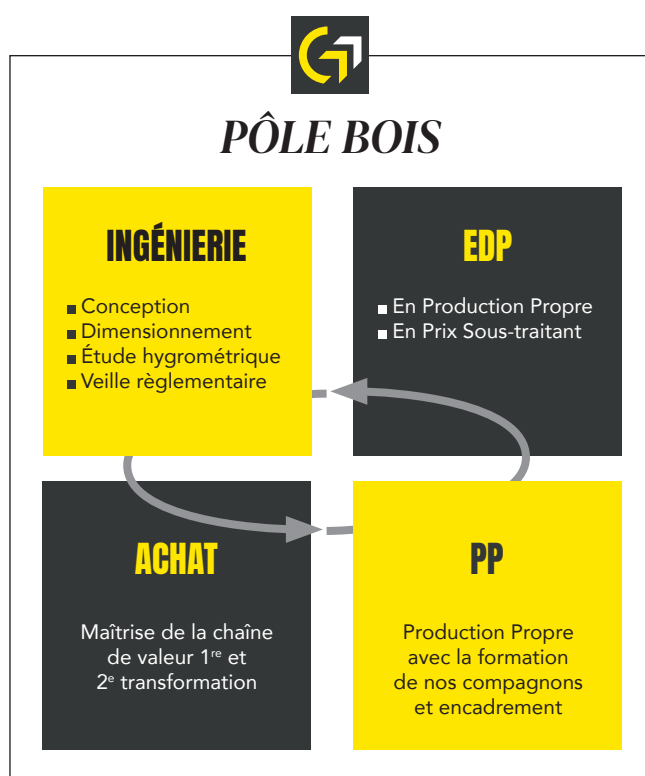 PÔLE BOIS
INGÉNIERIE
■ Conception
■ Dimensionnement
■ Étude hygrométrique
■ Veille règlementaire
EDP
■ En Production Propre
■ En Prix Sous-traitant
ACHAT
Maîtrise de la chaîne
de valeur 1re et
2e transformation
PP
Production Propre
avec la formation
de nos compagnons
et encadrement